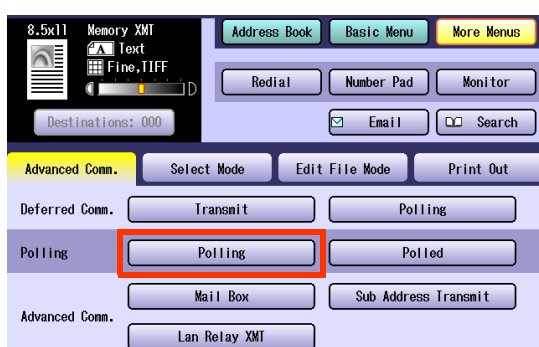 8.5x11 Memory XMT Address Book Basic Menu More Menus
A Text
Fine,TIFF
Redial Number Pad Monitor
D
Destinations: 000 Email Search
Advanced Comm. Select Mode Edit File Mode Print Out
Deferred Comm. Transmit Polling
Polling Polling Polled
Mail Box Sub Address Transmit
Advanced Comm.
Lan Relay XMT